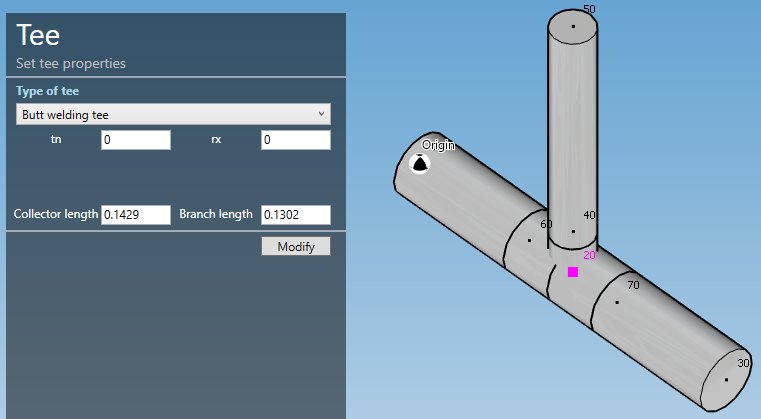 Tee
Set tee properties
Type of tee
Butt welding tee
tn 0 rx 0
Collector length 0.1429 Branch length 0.1302
Modify
50
Origin
40
60
20
70
30